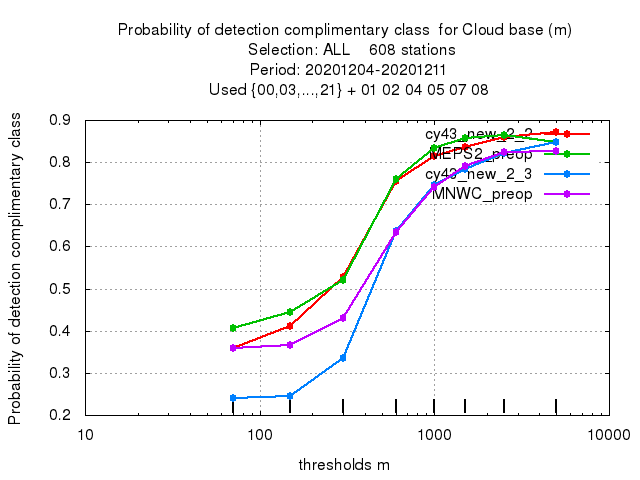 Probability of detection complimentary class for Cloud base (m)
Selection: ALL 608 stations
Period: 20201204-20201211
Used {00,03,...,21} + 01 02 04 05 07 08
Probability of detection complimentary class
0.9
0.8
0.7
0.6
0.5
0.4
0.3
0.2
cy43_new_2_2
MEPS2_preop
cy43_new_2_3
MNWC_preop
10
100
1000
10000
thresholds m